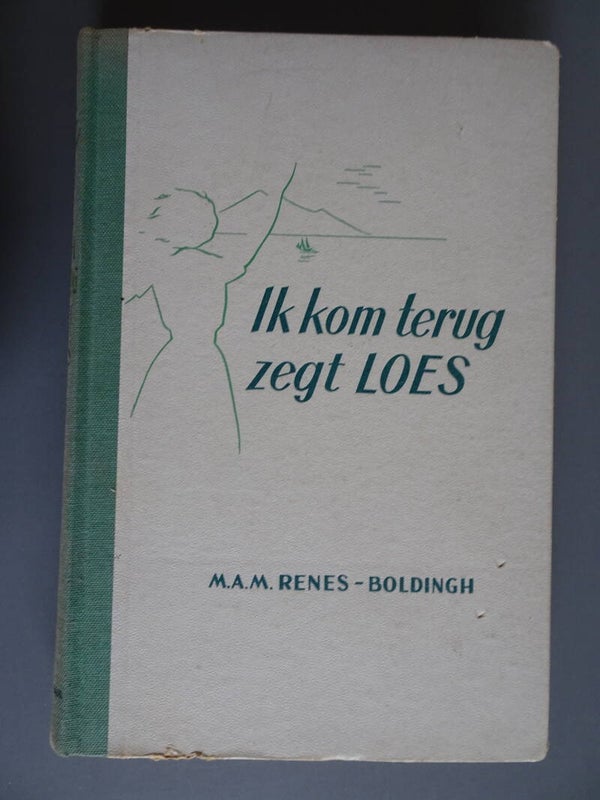 Ik kom terug
zegt LOES
M.A.M. RENES-BOLDINGH